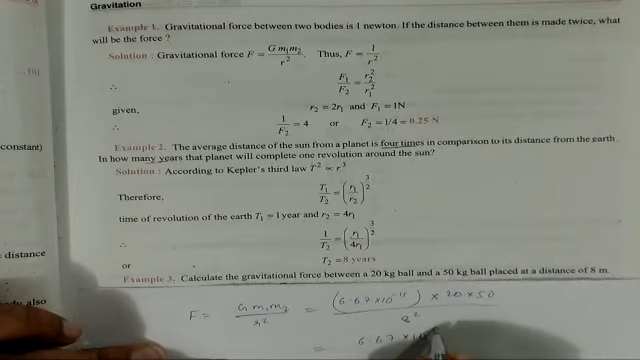 Gravitation
Example 1. Gravitational force between two bodies is 1 newton. If the distance between them is made twice, what
will be the force ?
Solution : Gravitational force F = G m₁m₂ / r². Thus, F ∝ 1/r²
∴ F₁/F₂ = r₂²/r₁²
given, r₂ = 2r₁ and F₁ = 1N
∴ 1/F₂ = 4 or F₂ = 1/4 = 0.25 N
Example 2. The average distance of the sun from a planet is four times in comparison to its distance from the earth.
In how many years that planet will complete one revolution around the sun?
Solution : According to Kepler's third law T² ∝ r³
Therefore, T₁/T₂ = (r₁/r₂)^3/2
time of revolution of the earth T₁ = 1 year and r₂ = 4r₁
∴ 1/T₂ = (r₁/4r₁)^3/2
or T₂ = 8 years
Example 3. Calculate the gravitational force between a 20 kg ball and a 50 kg ball placed at a distance of 8 m.
F = G m₁m₂ / r² = (6.67×10⁻¹¹) × 20 × 50 / 8²
= 6.67 × 10
constant)
e distance
also